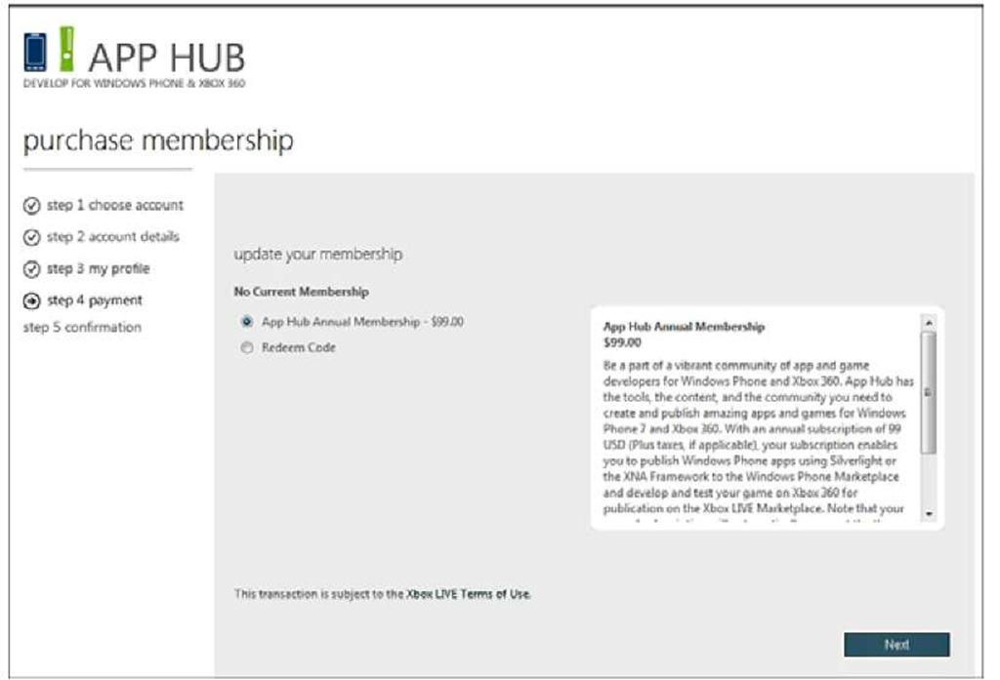 APP HUB
DEVELOP FOR WINDOWS PHONE & XBOX 360
purchase membership
step 1 choose account
step 2 account details
step 3 my profile
step 4 payment
step 5 confirmation
update your membership
No Current Membership
App Hub Annual Membership - $99.00
Redeem Code
App Hub Annual Membership
$99.00
Be a part of a vibrant community of app and game
developers for Windows Phone and Xbox 360. App Hub has
the tools, the content, and the community you need to
create and publish amazing apps and games for Windows
Phone 7 and Xbox 360. With an annual subscription of 99
USD (Plus taxes, if applicable), your subscription enables
you to publish Windows Phone apps using Silverlight or
the XNA Framework to the Windows Phone Marketplace
and develop and test your game on Xbox 360 for
publication on the Xbox LIVE Marketplace. Note that your
This transaction is subject to the Xbox LIVE Terms of Use.
Next